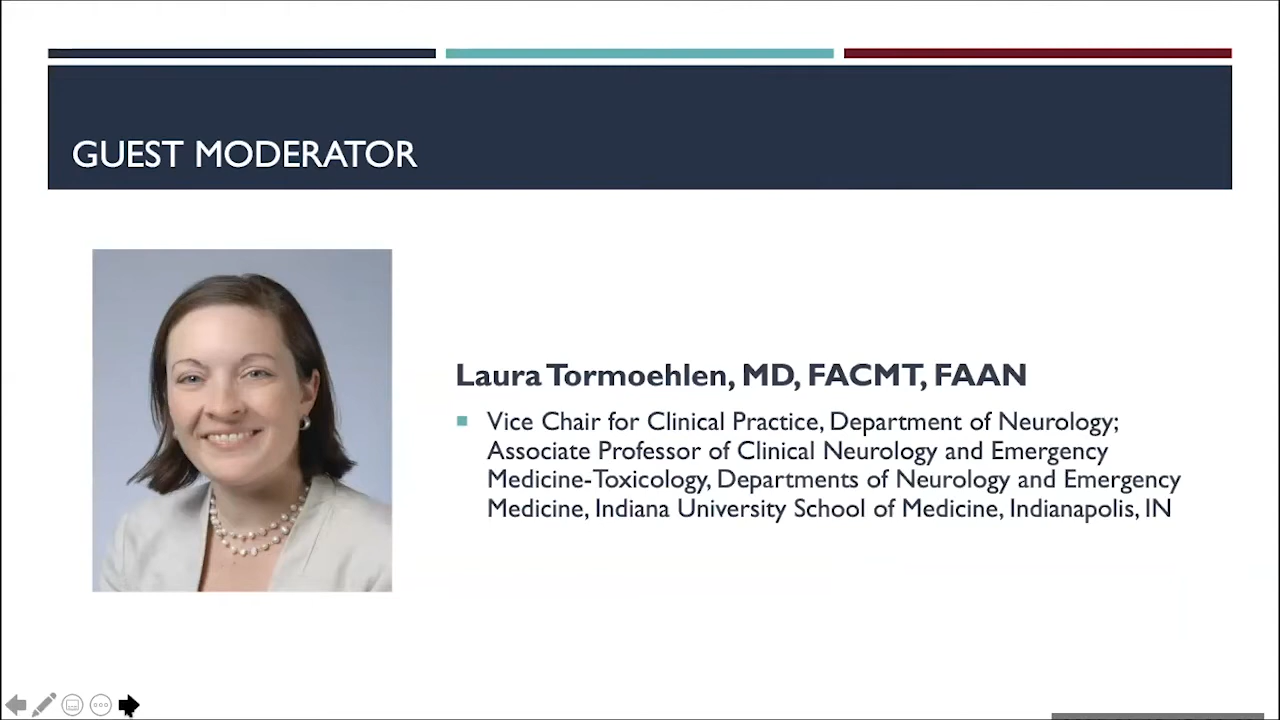 GUEST MODERATOR
Laura Tormoehlen, MD, FACMT, FAAN
Vice Chair for Clinical Practice, Department of Neurology;
Associate Professor of Clinical Neurology and Emergency
Medicine-Toxicology, Departments of Neurology and Emergency
Medicine, Indiana University School of Medicine, Indianapolis, IN